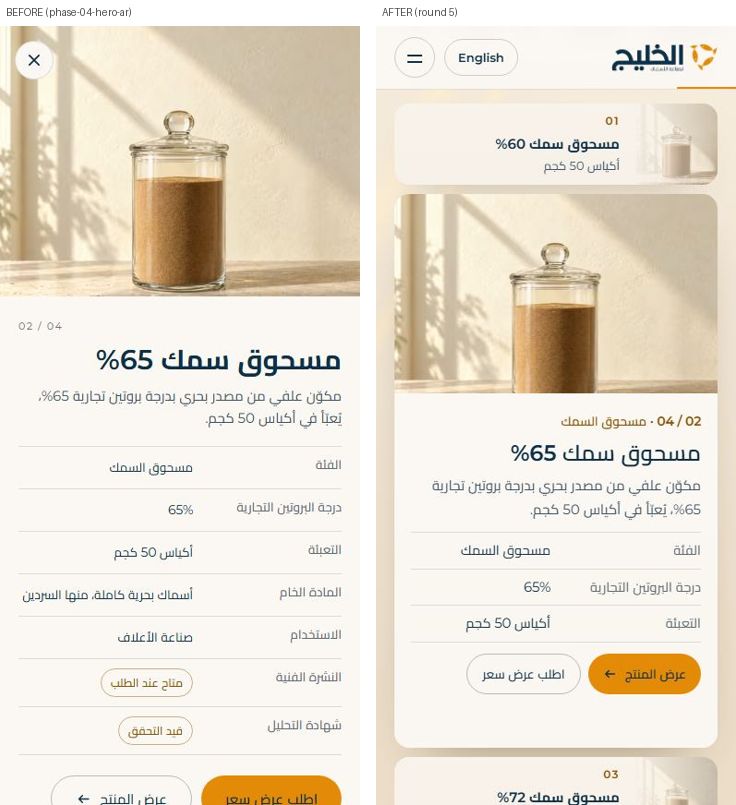 BEFORE (phase-04-hero-ar)
02 / 04
مسحوق سمك 65%
مكوّن علفي من مصدر بحري بدرجة بروتين تجارية 65%،
يُعبّأ في أكياس 50 كجم.
الفئة مسحوق السمك
درجة البروتين التجارية 65%
التعبئة أكياس 50 كجم
المادة الخام أسماك بحرية كاملة، منها السردين
الاستخدام صناعة الأعلاف
النشرة الفنية متاح عند الطلب
شهادة التحليل قيد التحقق
اطلب عرض سعر عرض المنتج ←
AFTER (round 5)
الخليج
English
01
مسحوق سمك 60%
أكياس 50 كجم
02 / 04 · مسحوق السمك
مسحوق سمك 65%
مكوّن علفي من مصدر بحري بدرجة بروتين تجارية
65%، يُعبّأ في أكياس 50 كجم.
الفئة مسحوق السمك
درجة البروتين التجارية 65%
التعبئة أكياس 50 كجم
عرض المنتج ← اطلب عرض سعر
03
مسحوق سمك 72%